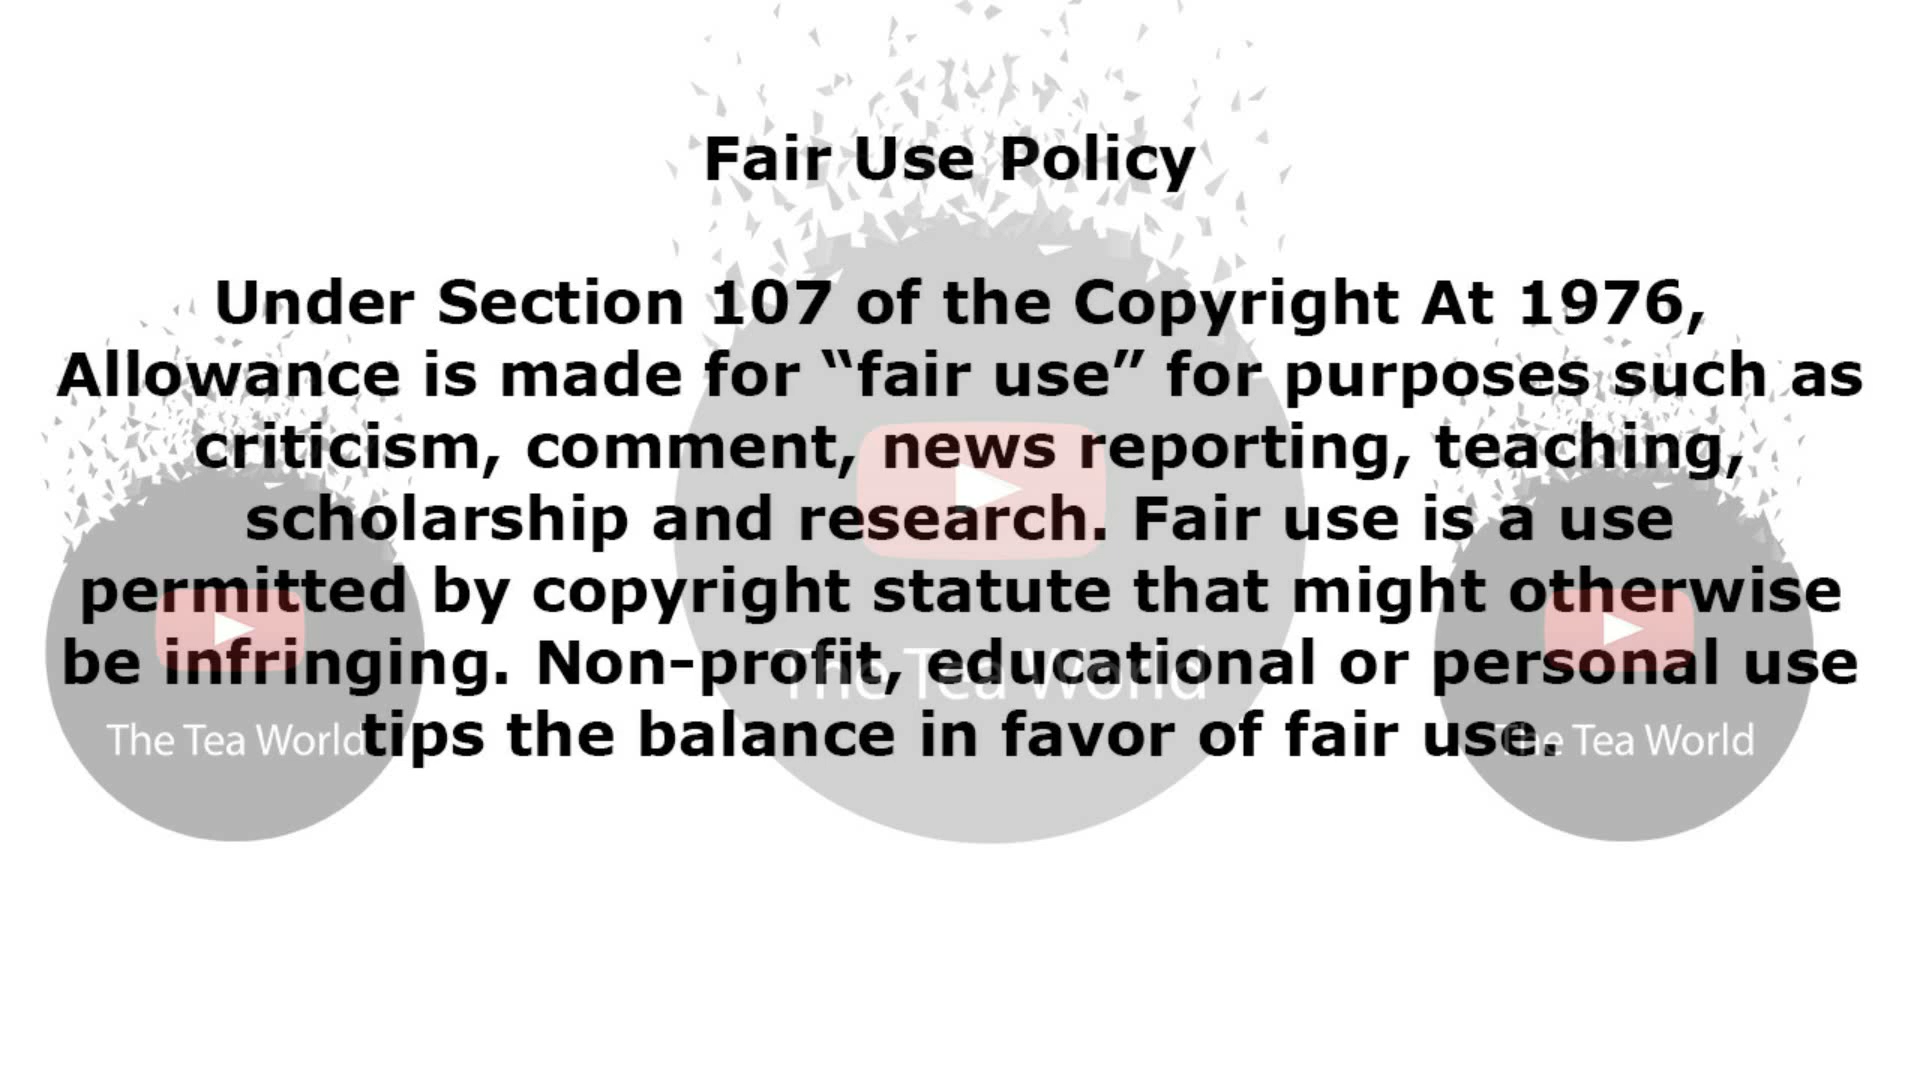 Fair Use Policy
Under Section 107 of the Copyright At 1976,
Allowance is made for “fair use” for purposes such as
criticism, comment, news reporting, teaching,
scholarship and research. Fair use is a use
permitted by copyright statute that might otherwise
be infringing. Non-profit, educational or personal use
tips the balance in favor of fair use.
The Tea World
The Tea World
The Tea World